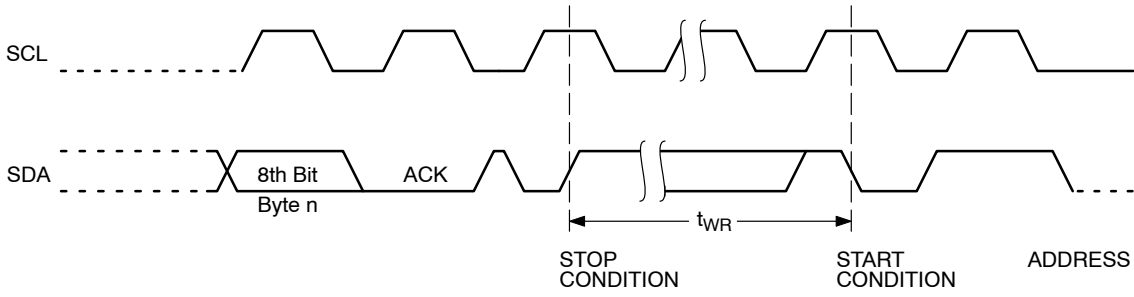 SCL
SDA
8th Bit
Byte n
ACK
tWR
STOP
CONDITION
START
CONDITION
ADDRESS